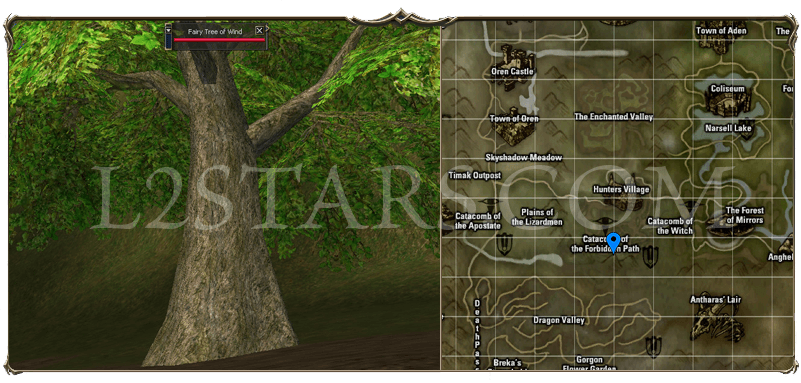 Fairy Tree of Wind
L2STARS.COM
Town of Aden
The
Oren Castle
Coliseum
Town of Oren
The Enchanted Valley
Narsell Lake
Skyshadow Meadow
Timak Outpost
Hunters Village
Catacomb of
the Apostate
Plains of
the Lizardmen
Catacomb of
the Witch
The Forest
of Mirrors
Catacomb of
the Forbidden Path
Antharas' Lair
Dragon Valley
Breka's
Gorgon
Flower Garden